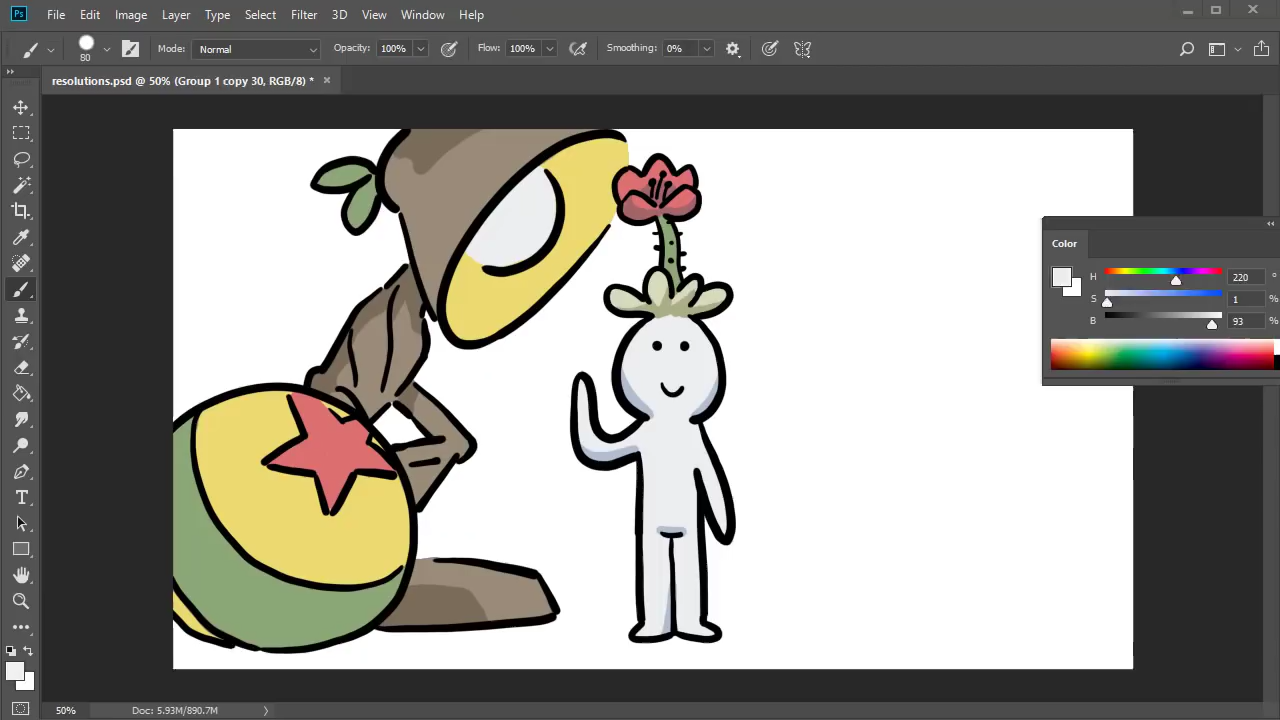 Ps File Edit Image Layer Type Select Filter 3D View Window Help
80 Mode: Normal Opacity: 100% Flow: 100% Smoothing: 0%
resolutions.psd @ 50% (Group 1 copy 30, RGB/8) *
Color
H 220 °
S 1 %
B 93 %
T
50% Doc: 5.93M/890.7M